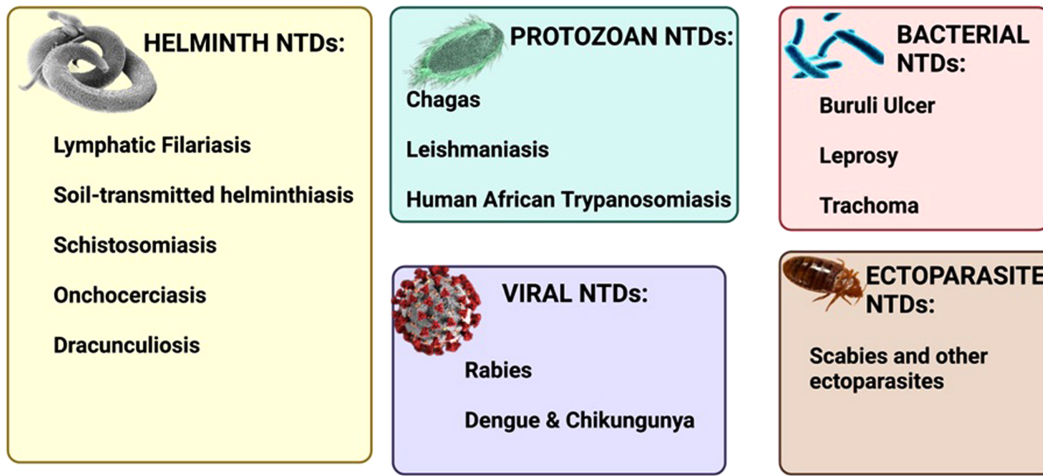 HELMINTH NTDs:
Lymphatic Filariasis
Soil-transmitted helminthiasis
Schistosomiasis
Onchocerciasis
Dracunculiosis
PROTOZOAN NTDs:
Chagas
Leishmaniasis
Human African Trypanosomiasis
VIRAL NTDs:
Rabies
Dengue & Chikungunya
BACTERIAL
NTDs:
Buruli Ulcer
Leprosy
Trachoma
ECTOPARASITE
NTDs:
Scabies and other
ectoparasites